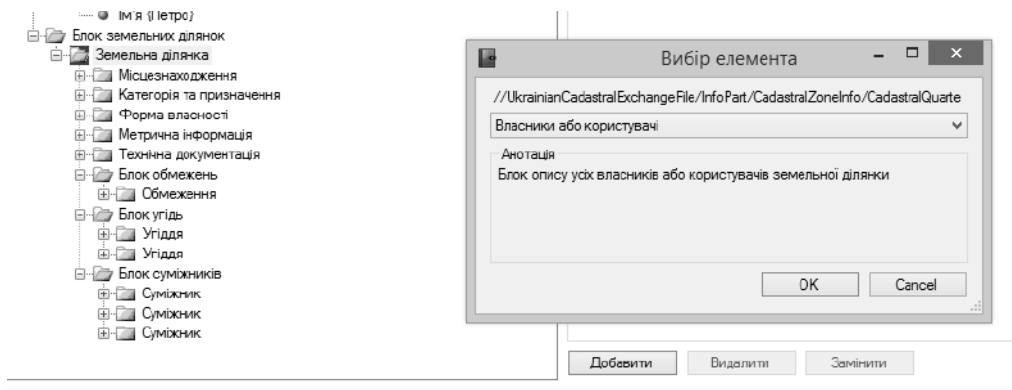 Ім'я {Петро}
Блок земельних ділянок
Земельна ділянка
Місцезнаходження
Категорія та призначення
Форма власності
Метрична інформація
Технічна документація
Блок обмежень
Обмеження
Блок угідь
Угіддя
Угіддя
Блок суміжників
Суміжник
Суміжник
Суміжник
Вибір елемента
//UkrainianCadastralExchangeFile/InfoPart/CadastralZoneInfo/CadastralQuarte
Власники або користувачі
Анотація
Блок опису усіх власників або користувачів земельної ділянки
OK Cancel
Добавити Видалити Замінити